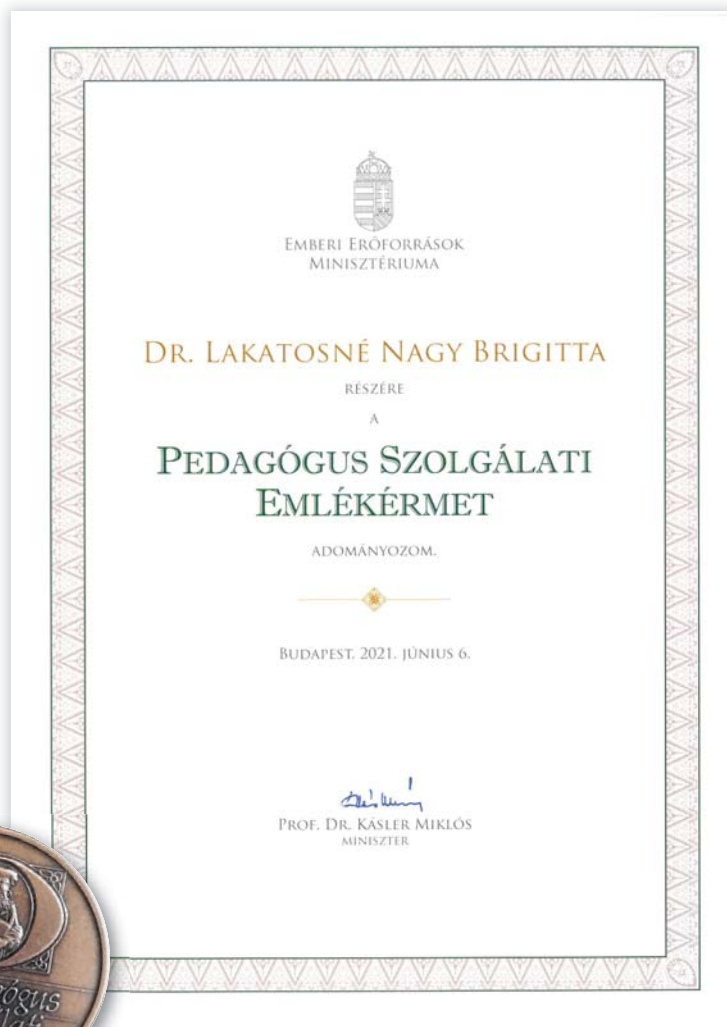 EMBERI ERŐFORRÁSOK
MINISZTÉRIUMA
DR. LAKATOSNÉ NAGY BRIGITTA
RÉSZÉRE
A
PEDAGÓGUS SZOLGÁLATI
EMLÉKÉRMET
ADOMÁNYOZOM.
BUDAPEST. 2021. JÚNIUS 6.
PROF. DR. KÁSLER MIKLÓS
MINISZTER